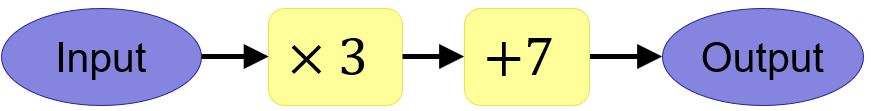 Input × 3 +7 Output